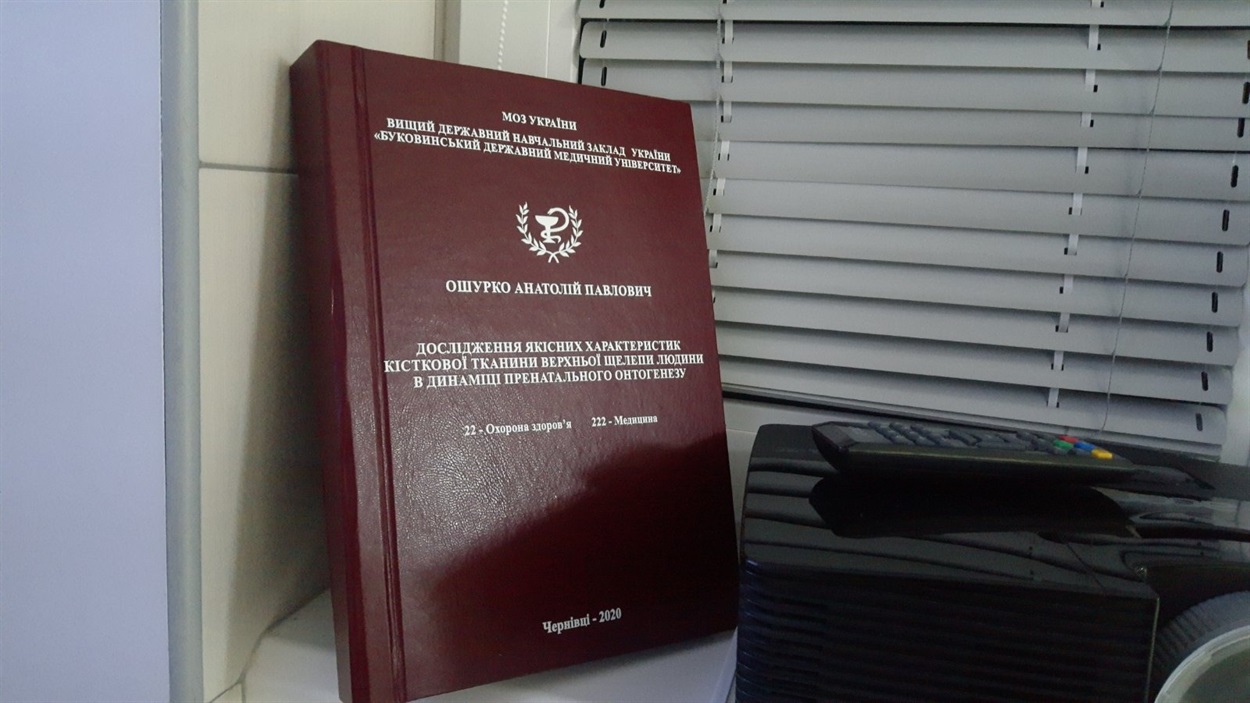 МОЗ УКРАЇНИ
ВИЩИЙ ДЕРЖАВНИЙ НАВЧАЛЬНИЙ ЗАКЛАД УКРАЇНИ
«БУКОВИНСЬКИЙ ДЕРЖАВНИЙ МЕДИЧНИЙ УНІВЕРСИТЕТ»
ОШУРКО АНАТОЛІЙ ПАВЛОВИЧ
ДОСЛІДЖЕННЯ ЯКІСНИХ ХАРАКТЕРИСТИК
КІСТКОВОЇ ТКАНИНИ ВЕРХНЬОЇ ЩЕЛЕПИ ЛЮДИНИ
В ДИНАМІЦІ ПРЕНАТАЛЬНОГО ОНТОГЕНЕЗУ
22 - Охорона здоров'я 222 - Медицина
Чернівці - 2020